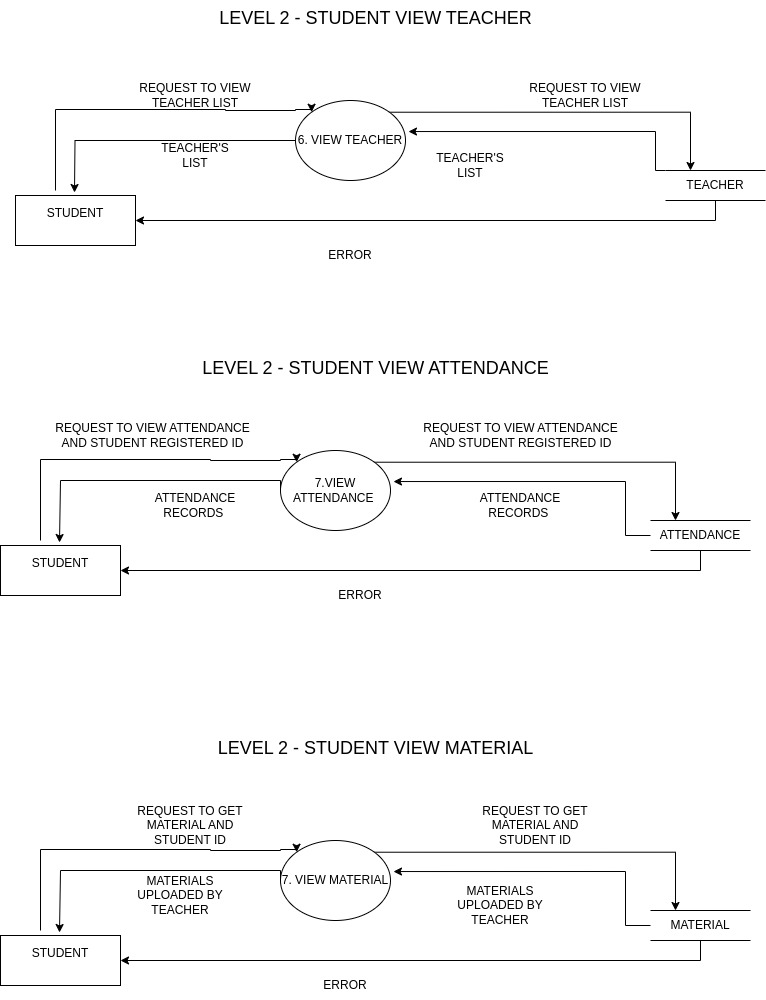 LEVEL 2 - STUDENT VIEW TEACHER
REQUEST TO VIEW
TEACHER LIST
REQUEST TO VIEW
TEACHER LIST
6. VIEW TEACHER
TEACHER'S
LIST
TEACHER'S
LIST
TEACHER
STUDENT
ERROR
LEVEL 2 - STUDENT VIEW ATTENDANCE
REQUEST TO VIEW ATTENDANCE
AND STUDENT REGISTERED ID
REQUEST TO VIEW ATTENDANCE
AND STUDENT REGISTERED ID
7.VIEW
ATTENDANCE
ATTENDANCE
RECORDS
ATTENDANCE
RECORDS
ATTENDANCE
STUDENT
ERROR
LEVEL 2 - STUDENT VIEW MATERIAL
REQUEST TO GET
MATERIAL AND
STUDENT ID
REQUEST TO GET
MATERIAL AND
STUDENT ID
7. VIEW MATERIAL
MATERIALS
UPLOADED BY
TEACHER
MATERIALS
UPLOADED BY
TEACHER
MATERIAL
STUDENT
ERROR